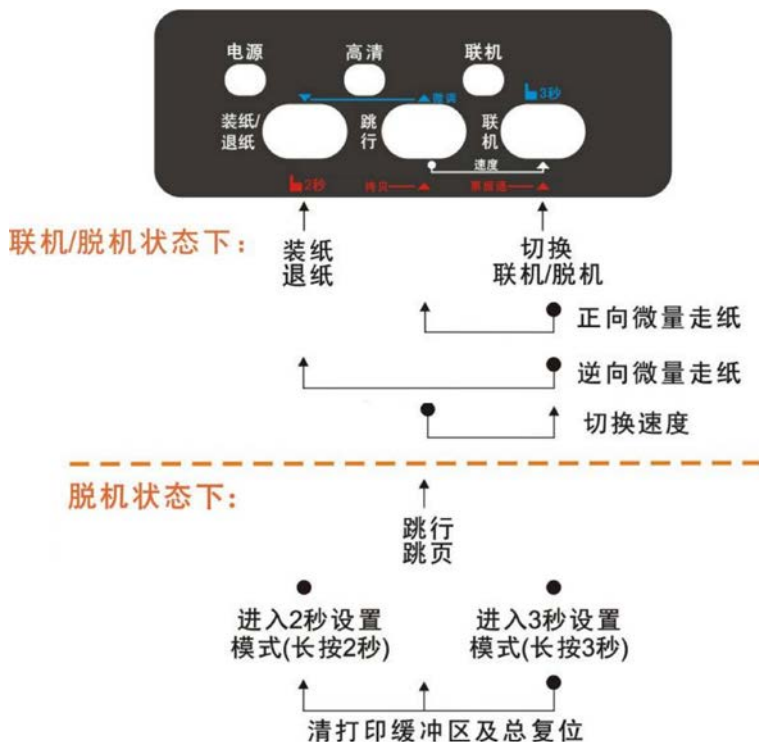 电源 高清 联机
3秒
微调
装纸/ 跳 联
退纸 行 机
速度
2秒 拷贝
联机/脱机状态下：
装纸 切换
退纸 联机/脱机
正向微量走纸
逆向微量走纸
切换速度
脱机状态下：
跳行
跳页
进入2秒设置 进入3秒设置
模式(长按2秒) 模式(长按3秒)
清打印缓冲区及总复位